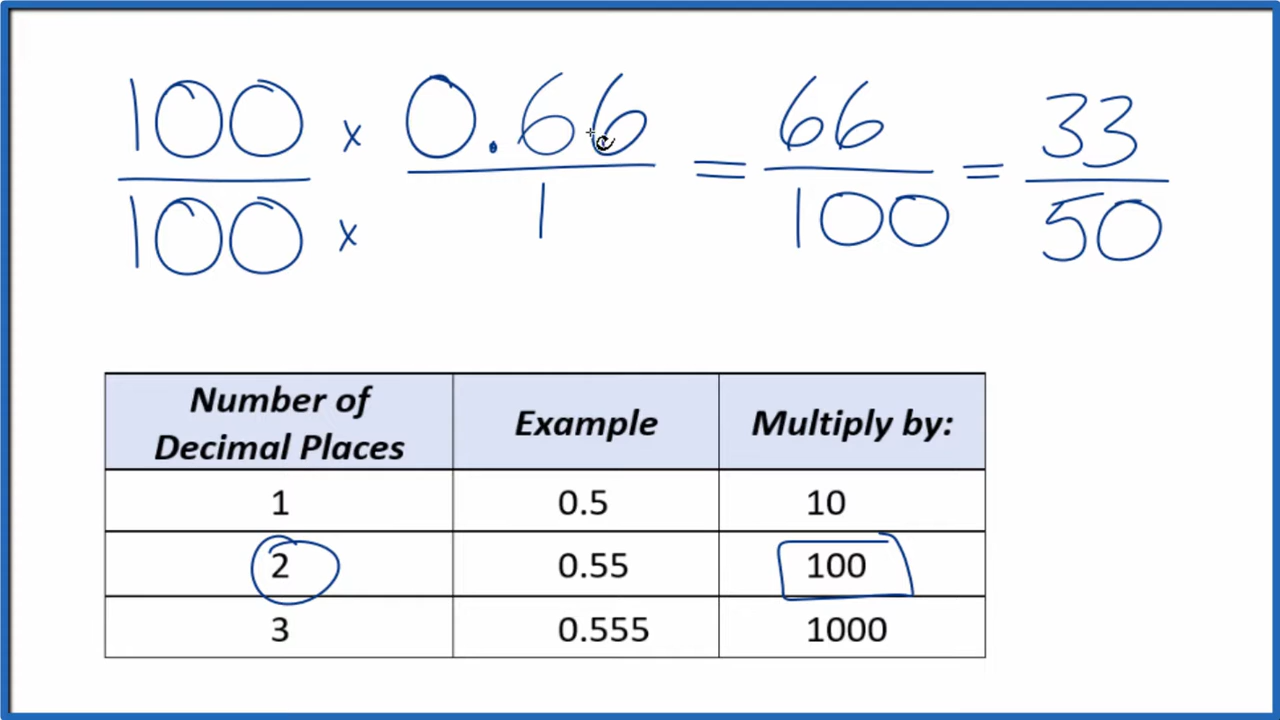 100 × 0.66 = 66 = 33
100 × 1 100 50
Number of Decimal Places Example Multiply by:
1 0.5 10
2 0.55 100
3 0.555 1000